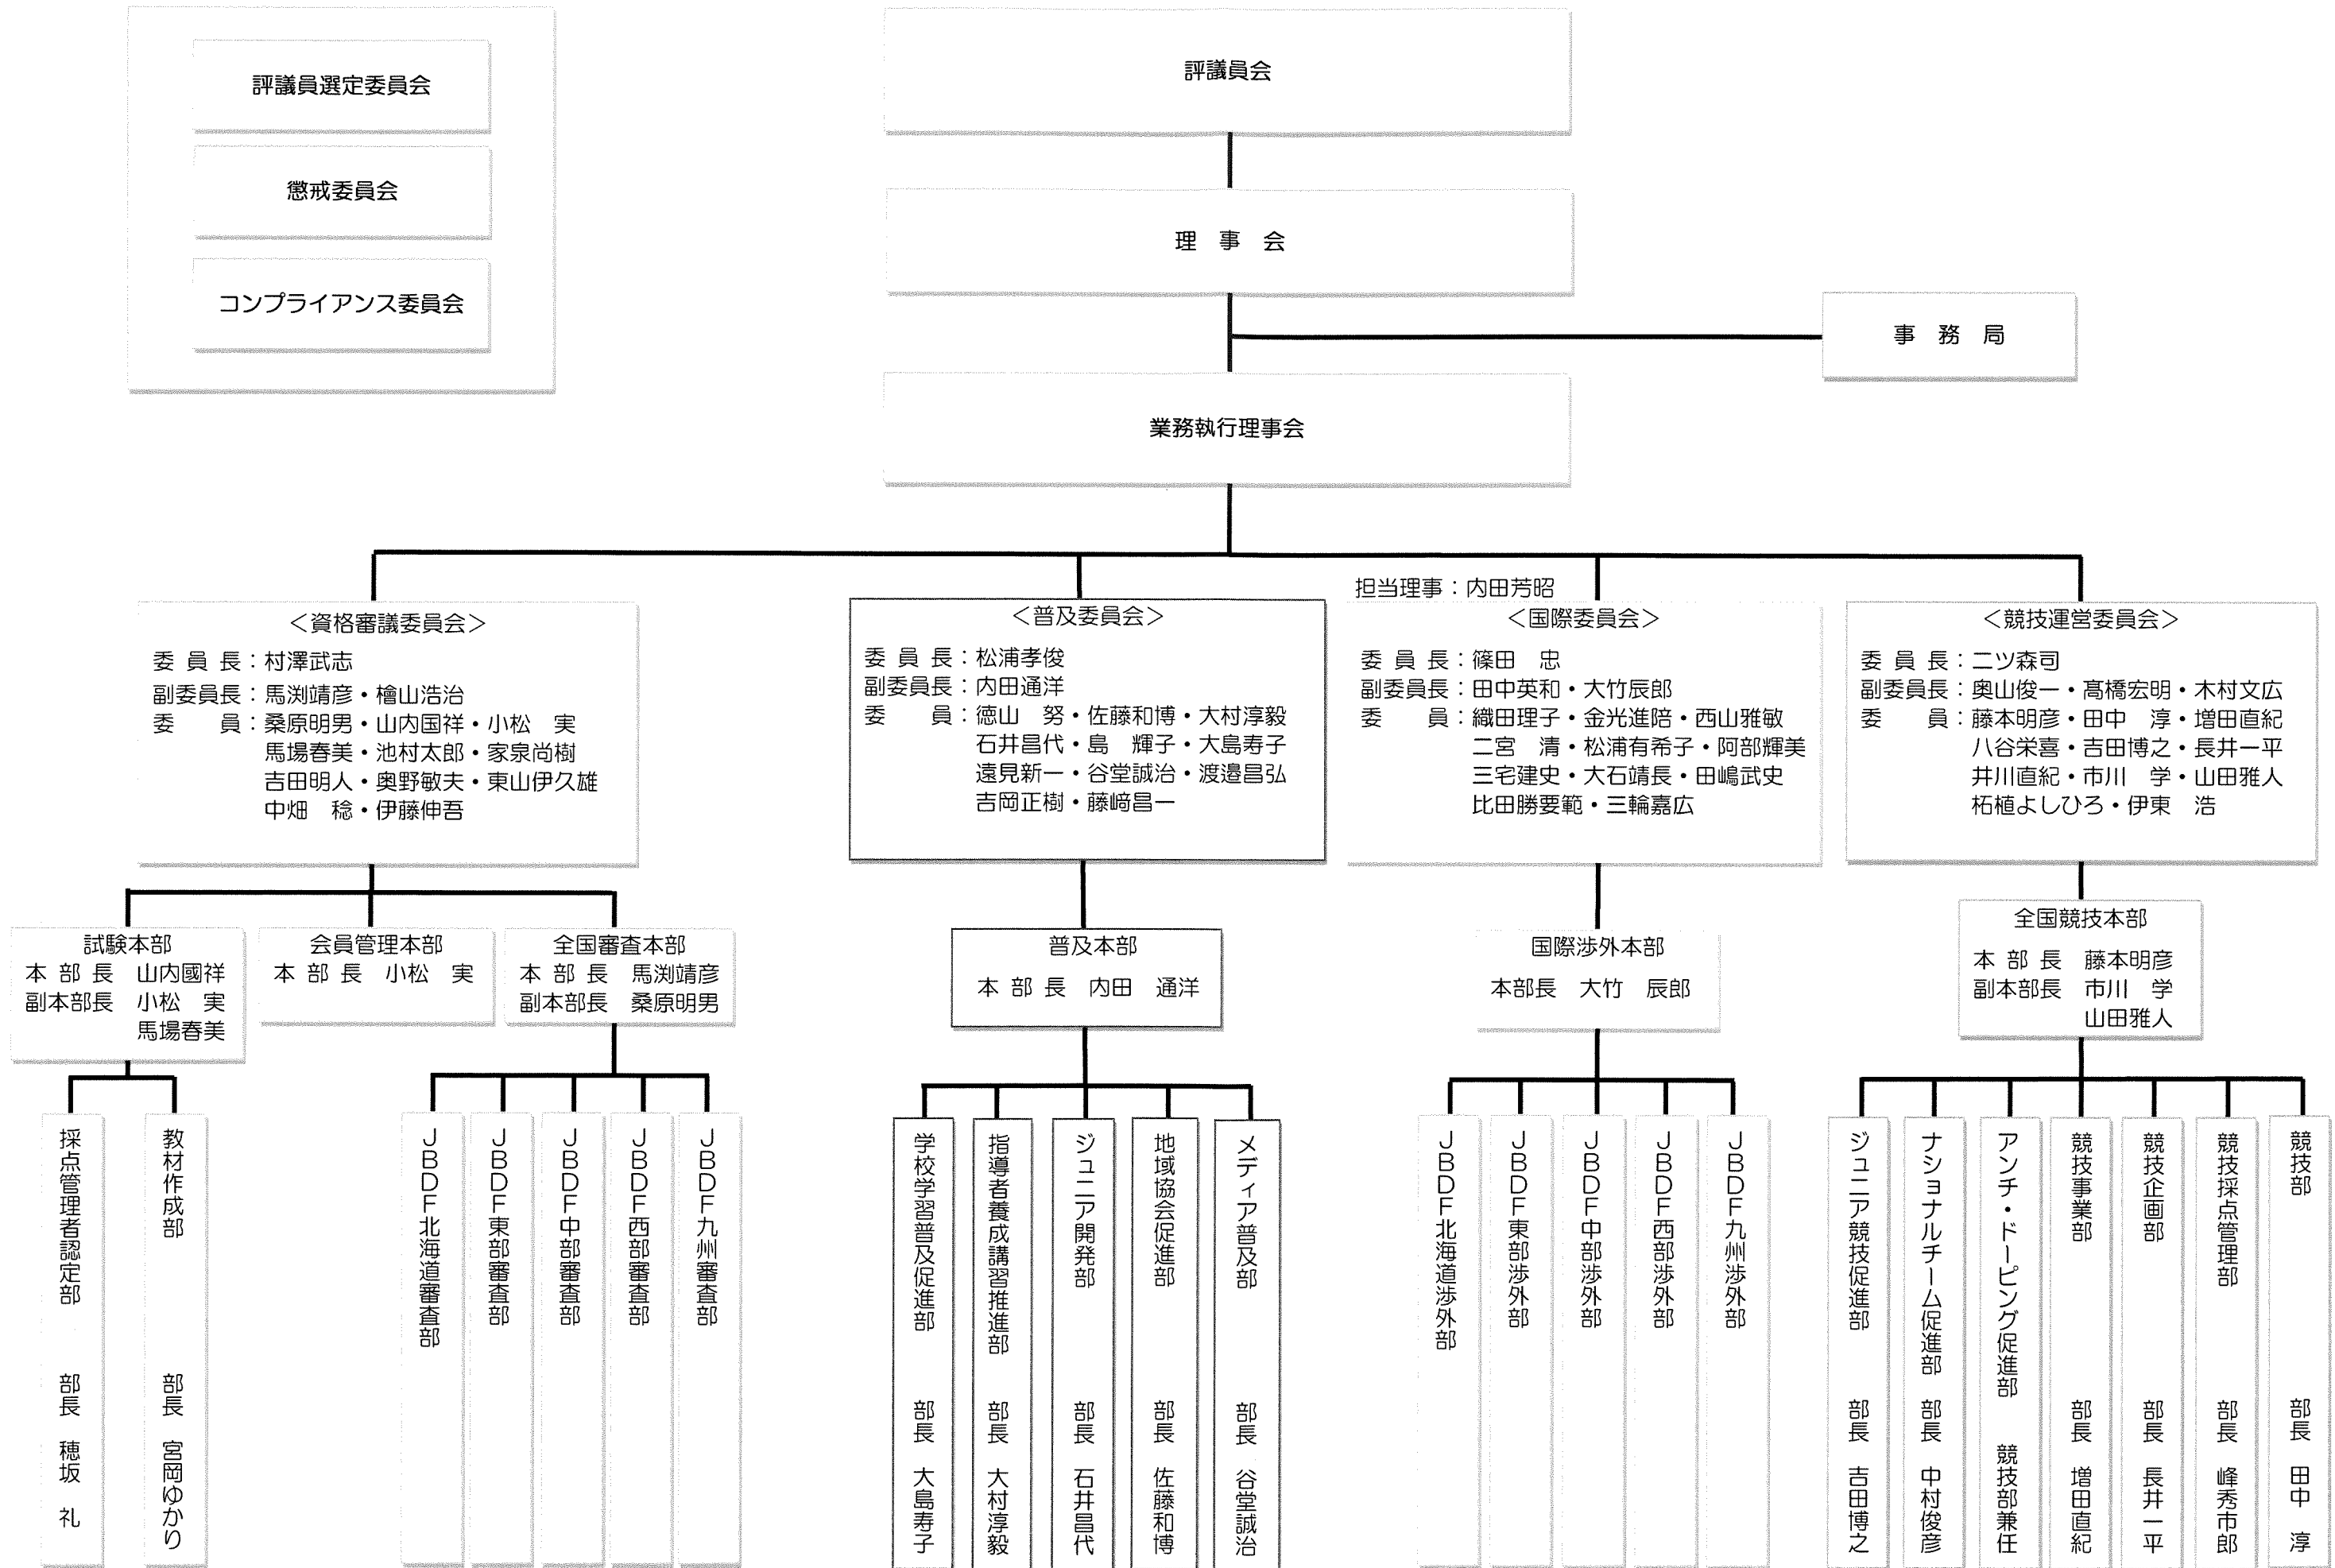 評議員選定委員会
懲戒委員会
コンプライアンス委員会
評議員会
理　事　会
事　務　局
業務執行理事会
＜資格審議委員会＞
委 員 長：村澤武志
副委員長：馬渕靖彦・檜山浩治
委　　員：桑原明男・山内国祥・小松　実
馬場春美・池村太郎・家泉尚樹
吉田明人・奥野敏夫・東山伊久雄
中畑　稔・伊藤伸吾
＜普及委員会＞
委 員 長：松浦孝俊
副委員長：内田通洋
委　　員：徳山　努・佐藤和博・大村淳毅
石井昌代・島　輝子・大島寿子
遠見新一・谷堂誠治・渡邉昌弘
吉岡正樹・藤﨑昌一
担当理事：内田芳昭
＜国際委員会＞
委 員 長：篠田　忠
副委員長：田中英和・大竹辰郎
委　　員：織田理子・金光進陪・西山雅敏
二宮　清・松浦有希子・阿部輝美
三宅建史・大石靖長・田嶋武史
比田勝要範・三輪嘉広
＜競技運営委員会＞
委 員 長：二ツ森司
副委員長：奥山俊一・髙橋宏明・木村文広
委　　員：藤本明彦・田中　淳・増田直紀
八谷栄喜・吉田博之・長井一平
井川直紀・市川　学・山田雅人
柘植よしひろ・伊東　浩
試験本部
本 部 長　山内國祥
副本部長　小松　実
馬場春美
会員管理本部
本 部 長　小松　実
全国審査本部
本 部 長　馬渕靖彦
副本部長　桑原明男
普及本部
本 部 長　内田　通洋
国際渉外本部
本部長　大竹　辰郎
全国競技本部
本 部 長　藤本明彦
副本部長　市川　学
山田雅人
採点管理者認定部　部長　穂坂　礼
教材作成部　部長　宮岡ゆかり
ＪＢＤＦ北海道審査部
ＪＢＤＦ東部審査部
ＪＢＤＦ中部審査部
ＪＢＤＦ西部審査部
ＪＢＤＦ九州審査部
学校学習普及促進部　部長　大島寿子
指導者養成講習推進部　部長　大村淳毅
ジュニア開発部　部長　石井昌代
地域協会促進部　部長　佐藤和博
メディア普及部　部長　谷堂誠治
ＪＢＤＦ北海道渉外部
ＪＢＤＦ東部渉外部
ＪＢＤＦ中部渉外部
ＪＢＤＦ西部渉外部
ＪＢＤＦ九州渉外部
ジュニア競技促進部　部長　吉田博之
ナショナルチーム促進部　部長　中村俊彦
アンチ・ドーピング促進部　競技部兼任
競技事業部　部長　増田直紀
競技企画部　部長　長井一平
競技採点管理部　部長　峰秀市郎
競技部　部長　田中　淳